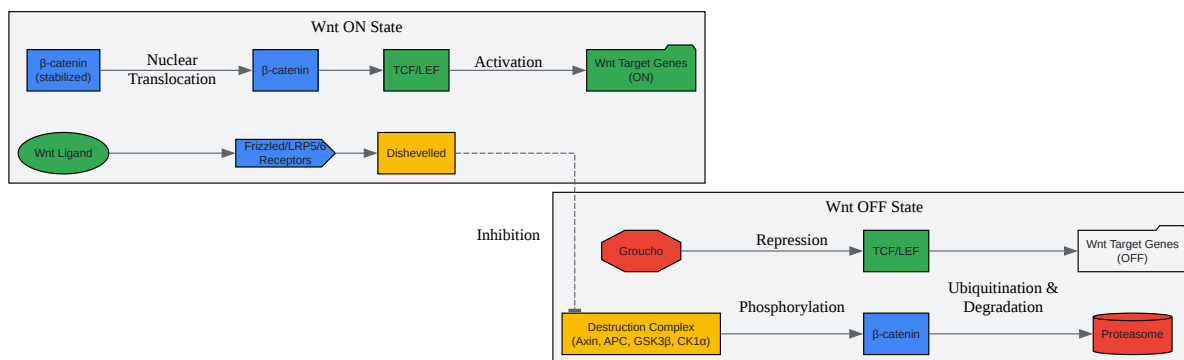 Wnt ON State
β-catenin
(stabilized)
Nuclear
Translocation
β-catenin
TCF/LEF
Activation
Wnt Target Genes
(ON)
Wnt Ligand
Frizzled/LRP5/6
Receptors
Dishevelled
Inhibition
Wnt OFF State
Groucho
Repression
TCF/LEF
Wnt Target Genes
(OFF)
Destruction Complex
(Axin, APC, GSK3β, CK1α)
Phosphorylation
β-catenin
Ubiquitination &
Degradation
Proteasome